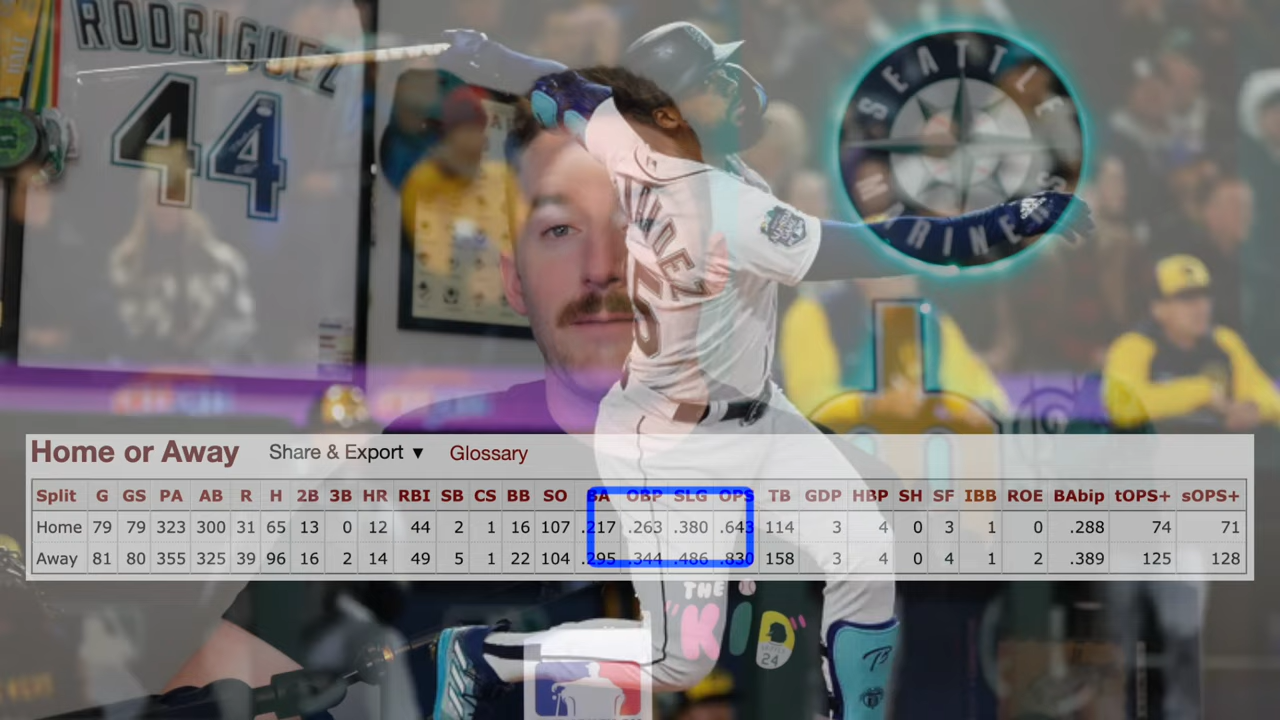 RODRIGUEZ
44
SEATTLE
MARINERS
Home or Away Share & Export ▼ Glossary
Split G GS PA AB R H 2B 3B HR RBI SB CS BB SO BA OBP SLG OPS TB GDP HBP SH SF IBB ROE BAbip tOPS+ sOPS+
Home 79 79 323 300 31 65 13 0 12 44 2 1 16 107 .217 .263 .380 .643 114 3 4 0 3 1 0 .288 74 71
Away 81 80 355 325 39 96 16 2 14 49 5 1 22 104 .295 .344 .486 .830 158 3 4 0 4 1 2 .389 125 128
THE
"KID"
24